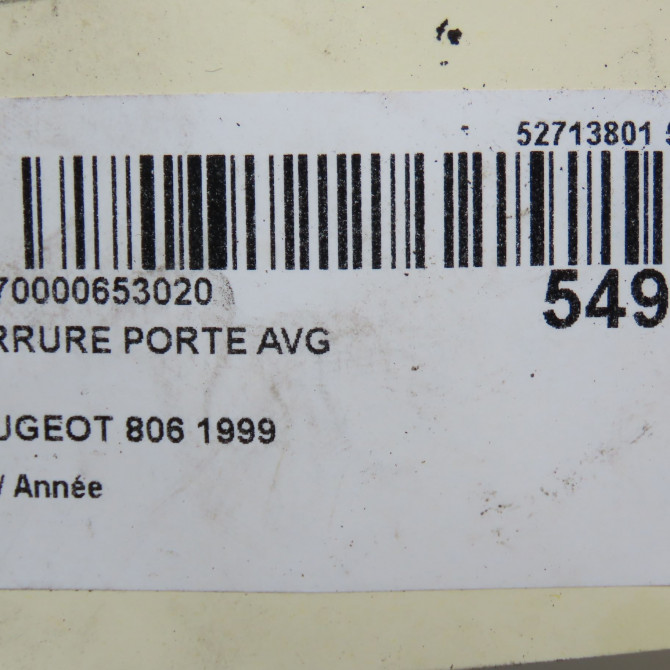 52713801 5
70000653020
549
RRURE PORTE AVG
UGEOT 806 1999
/ Année